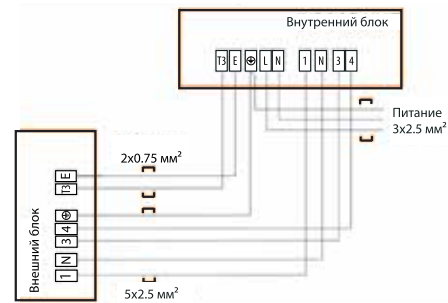 Внутренний блок
T3 E ⏚ L N 1 N 3 4
Питание
3x2.5 мм²
2x0.75 мм²
Внешний блок
E
T3
⏚
4
3
N
1
5x2.5 мм²